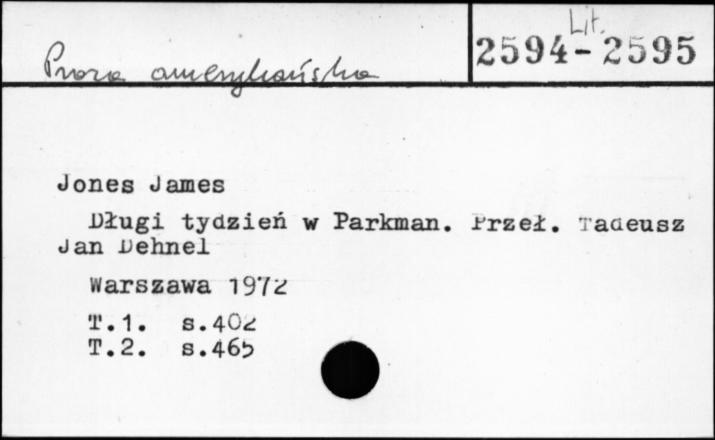 Lit.
Proza amerykańska
2594-2595
Jones James
Długi tydzień w Parkman. Przeł. Tadeusz
Jan Dehnel
Warszawa 1972
T.1. s.402
T.2. s.465